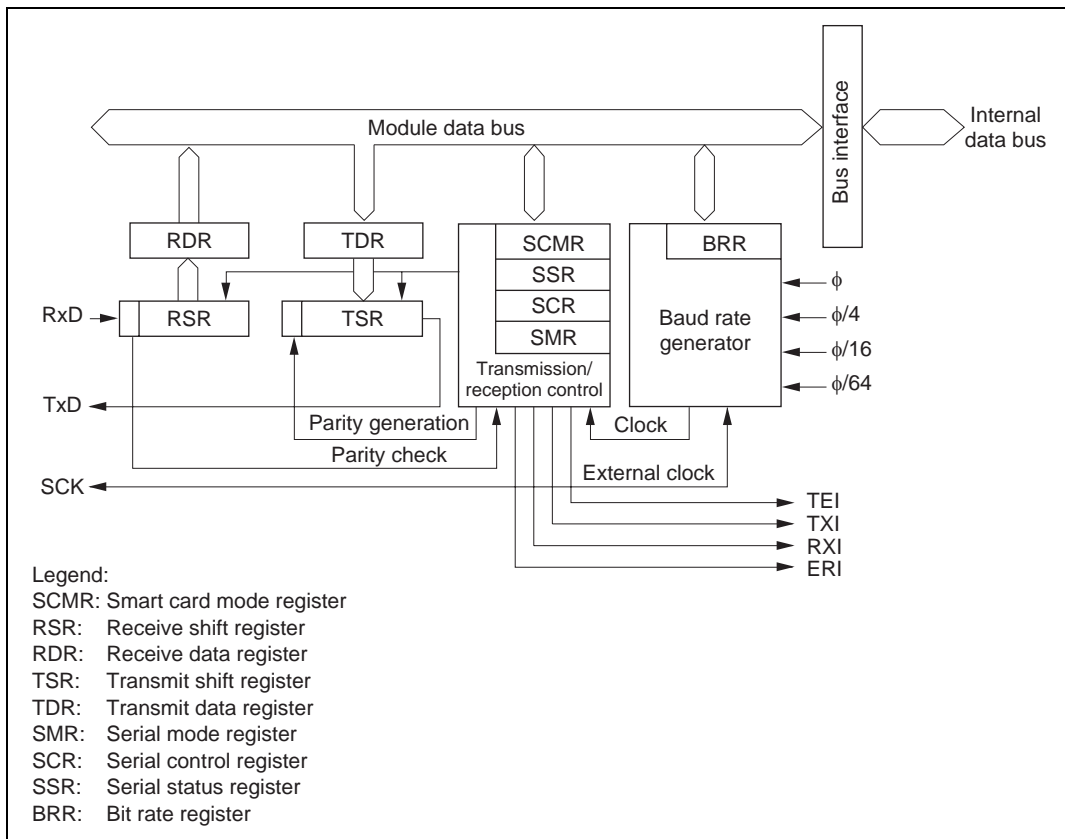 Module data bus
Bus interface
Internal
data bus
RDR
TDR
SCMR
BRR
SSR
SCR
SMR
RxD
RSR
TSR
Transmission/
reception control
Baud rate
generator
ϕ
ϕ/4
ϕ/16
ϕ/64
TxD
Parity generation
Clock
Parity check
External clock
SCK
TEI
TXI
RXI
ERI
Legend:
SCMR: Smart card mode register
RSR: Receive shift register
RDR: Receive data register
TSR: Transmit shift register
TDR: Transmit data register
SMR: Serial mode register
SCR: Serial control register
SSR: Serial status register
BRR: Bit rate register